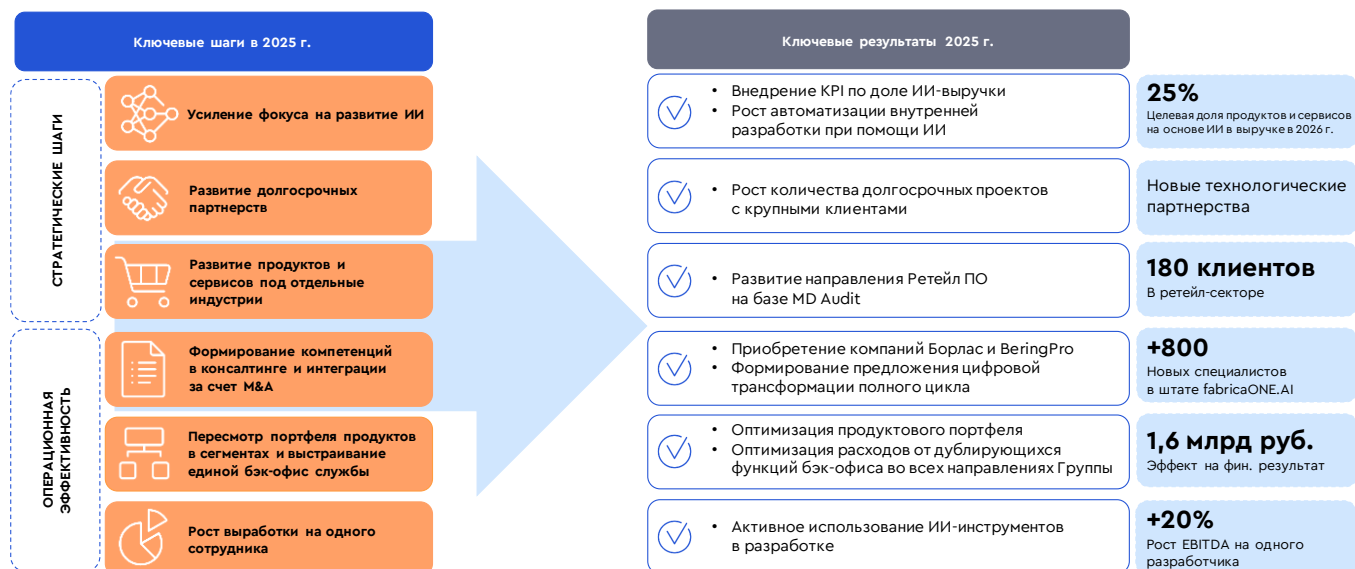 Ключевые шаги в 2025 г.
Ключевые результаты 2025 г.
СТРАТЕГИЧЕСКИЕ ШАГИ
Усиление фокуса на развитие ИИ
• Внедрение KPI по доле ИИ-выручки
• Рост автоматизации внутренней
разработки при помощи ИИ
25%
Целевая доля продуктов и сервисов
на основе ИИ в выручке в 2026 г.
Развитие долгосрочных
партнерств
• Рост количества долгосрочных проектов
с крупными клиентами
Новые технологические
партнерства
Развитие продуктов и
сервисов под отдельные
индустрии
• Развитие направления Ретейл ПО
на базе MD Audit
180 клиентов
В ретейл-секторе
ОПЕРАЦИОННАЯ
ЭФФЕКТИВНОСТЬ
Формирование компетенций
в консалтинге и интеграции
за счет M&A
• Приобретение компаний Борлас и BeringPro
• Формирование предложения цифровой
трансформации полного цикла
+800
Новых специалистов
в штате fabricaONE.AI
Пересмотр портфеля продуктов
в сегментах и выстраивание
единой бэк-офис службы
• Оптимизация продуктового портфеля
• Оптимизация расходов от дублирующих
функций бэк-офиса во всех направлениях Группы
1,6 млрд руб.
Эффект на фин. результат
Рост выработки на одного
сотрудника
• Активное использование ИИ-инструментов
в разработке
+20%
Рост EBITDA на одного
разработчика